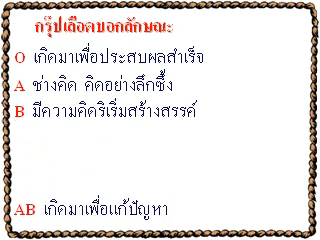 กรุ๊ปเลือดบอกลักษณะ
O เกิดมาเพื่อประสบผลสำเร็จ
A ช่างคิด คิดอย่างลึกซึ้ง
B มีความคิดริเริ่มสร้างสรรค์
AB เกิดมาเพื่อแก้ปัญหา